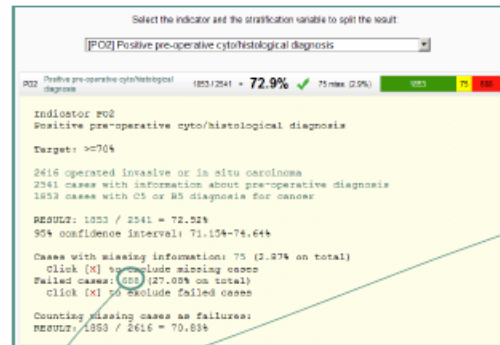 Select the indicator and the stratification variable to split the result:
[PO2] Positive pre-operative cyto/histological diagnosis
PO2 Positive pre-operative cyto/histological diagnosis 1853 / 2541 = 72.9% ✓ 75 miss. (2.9%) 1853 75 688
Indicator PO2
Positive pre-operative cyto/histological diagnosis
Target: >=70%
2616 operated invasive or in situ carcinoma
2541 cases with information about pre-operative diagnosis
1853 cases with C5 or B5 diagnosis for cancer
RESULT: 1853 / 2541 = 72.92%
95% confidence interval: 71.15%-74.64%
Cases with missing information: 75 (2.87% on total)
Click [X] to exclude missing cases
Failed cases: 688 (27.08% on total)
Click [X] to exclude failed cases
Counting missing cases as failures:
RESULT: 1853 / 2616 = 70.83%